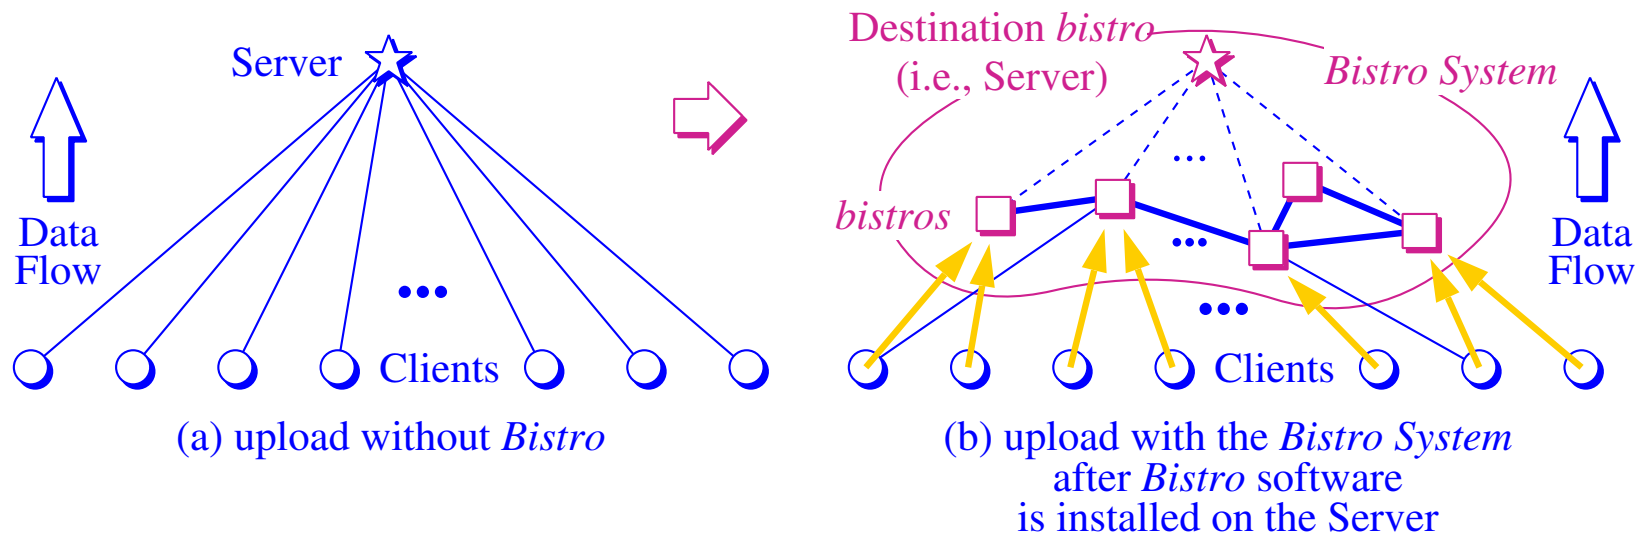 Server
Data
Flow
•••
Clients
(a) upload without Bistro
Destination bistro
(i.e., Server)
Bistro System
...
bistros
•••
Data
Flow
•••
Clients
(b) upload with the Bistro System
after Bistro software
is installed on the Server